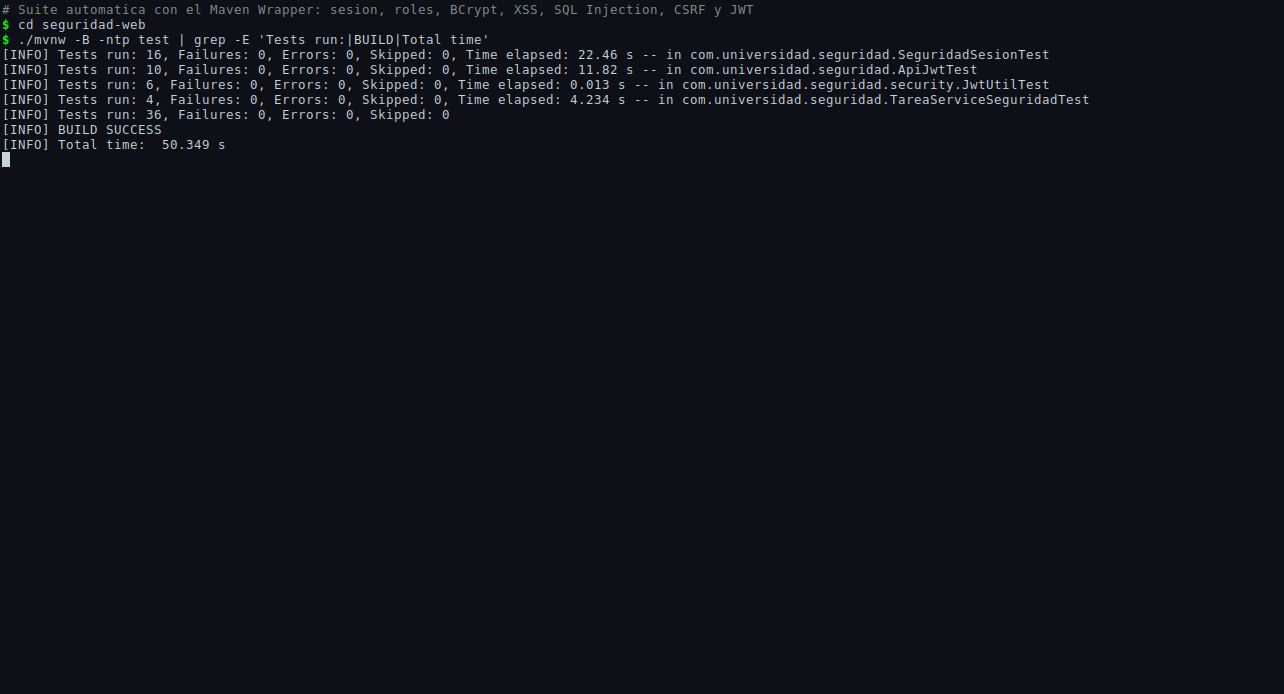 # Suite automatica con el Maven Wrapper: sesion, roles, BCrypt, XSS, SQL Injection, CSRF y JWT
$ cd seguridad-web
$ ./mvnw -B -ntp test | grep -E 'Tests run:|BUILD|Total time'
[INFO] Tests run: 16, Failures: 0, Errors: 0, Skipped: 0, Time elapsed: 22.46 s -- in com.universidad.seguridad.SeguridadSesionTest
[INFO] Tests run: 10, Failures: 0, Errors: 0, Skipped: 0, Time elapsed: 11.82 s -- in com.universidad.seguridad.ApiJwtTest
[INFO] Tests run: 6, Failures: 0, Errors: 0, Skipped: 0, Time elapsed: 0.013 s -- in com.universidad.seguridad.security.JwtUtilTest
[INFO] Tests run: 4, Failures: 0, Errors: 0, Skipped: 0, Time elapsed: 4.234 s -- in com.universidad.seguridad.TareaServiceSeguridadTest
[INFO] Tests run: 36, Failures: 0, Errors: 0, Skipped: 0
[INFO] BUILD SUCCESS
[INFO] Total time:  50.349 s